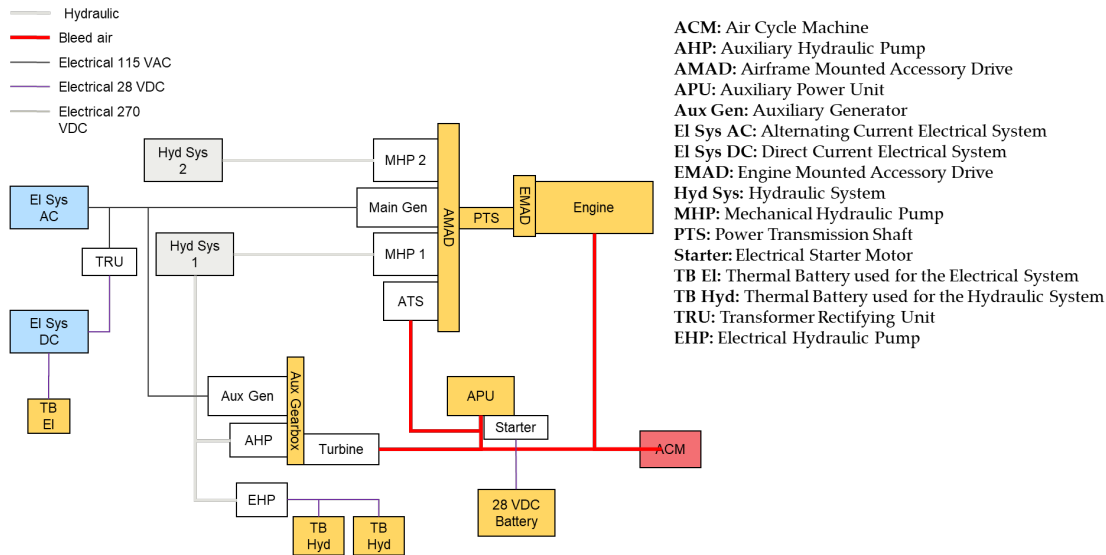 Hydraulic
Bleed air
Electrical 115 VAC
Electrical 28 VDC
Electrical 270
VDC
ACM: Air Cycle Machine
AHP: Auxiliary Hydraulic Pump
AMAD: Airframe Mounted Accessory Drive
APU: Auxiliary Power Unit
Aux Gen: Auxiliary Generator
El Sys AC: Alternating Current Electrical System
El Sys DC: Direct Current Electrical System
EMAD: Engine Mounted Accessory Drive
Hyd Sys: Hydraulic System
MHP: Mechanical Hydraulic Pump
PTS: Power Transmission Shaft
Starter: Electrical Starter Motor
TB El: Thermal Battery used for the Electrical System
TB Hyd: Thermal Battery used for the Hydraulic System
TRU: Transformer Rectifying Unit
EHP: Electrical Hydraulic Pump
Hyd Sys
2
MHP 2
El Sys
AC
Main Gen
AMAD
PTS
EMAD
Engine
TRU
Hyd Sys
1
MHP 1
ATS
El Sys
DC
TB
El
Aux Gen
Aux Gearbox
AHP
Turbine
APU
Starter
ACM
EHP
TB
Hyd
TB
Hyd
28 VDC
Battery